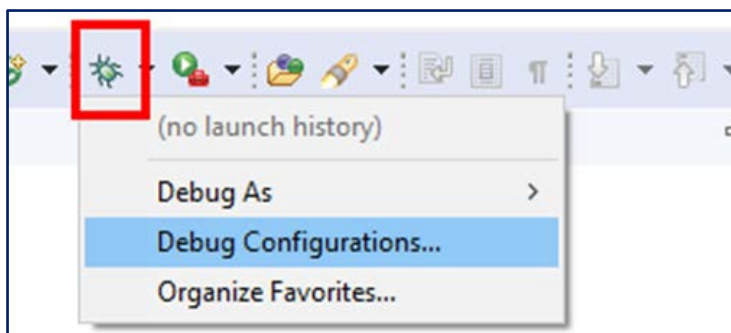 (no launch history)
Debug As
Debug Configurations...
Organize Favorites...